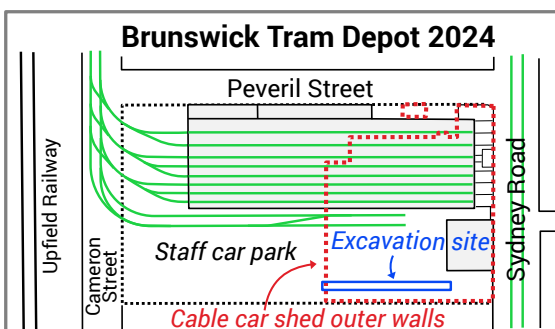 Brunswick Tram Depot 2024
Peveril Street
Upfield Railway
Cameron
Street
Staff car park
Excavation site
Sydney Road
Cable car shed outer walls